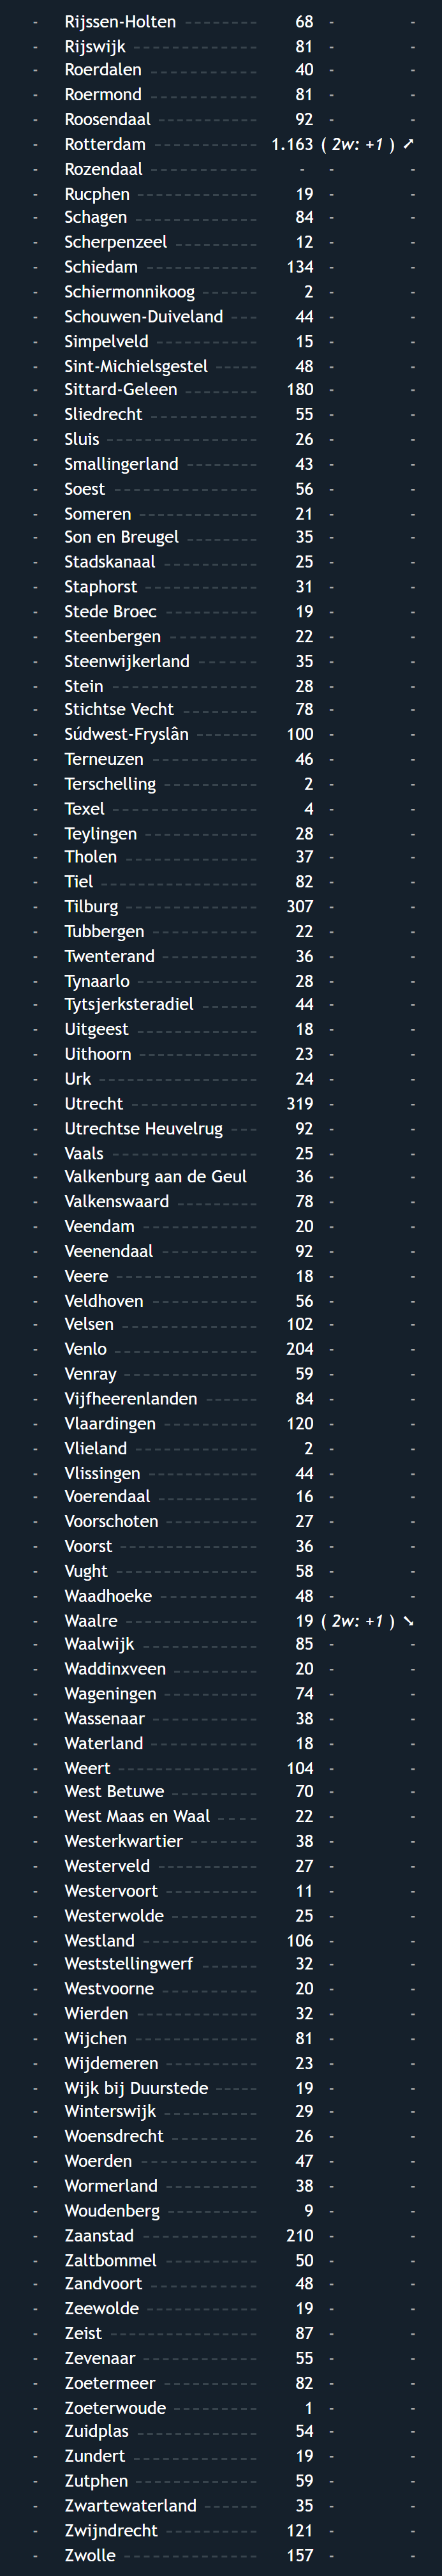 - Rijssen-Holten 68 - -
- Rijswijk 81 - -
- Roerdalen 40 - -
- Roermond 81 - -
- Roosendaal 92 - -
- Rotterdam 1.163 ( 2w: +1 ) ➚
- Rozendaal - - -
- Rucphen 19 - -
- Schagen 84 - -
- Scherpenzeel 12 - -
- Schiedam 134 - -
- Schiermonnikoog 2 - -
- Schouwen-Duiveland 44 - -
- Simpelveld 15 - -
- Sint-Michielsgestel 48 - -
- Sittard-Geleen 180 - -
- Sliedrecht 55 - -
- Sluis 26 - -
- Smallingerland 43 - -
- Soest 56 - -
- Someren 21 - -
- Son en Breugel 35 - -
- Stadskanaal 25 - -
- Staphorst 31 - -
- Stede Broec 19 - -
- Steenbergen 22 - -
- Steenwijkerland 35 - -
- Stein 28 - -
- Stichtse Vecht 78 - -
- Súdwest-Fryslân 100 - -
- Terneuzen 46 - -
- Terschelling 2 - -
- Texel 4 - -
- Teylingen 28 - -
- Tholen 37 - -
- Tiel 82 - -
- Tilburg 307 - -
- Tubbergen 22 - -
- Twenterand 36 - -
- Tynaarlo 28 - -
- Tytsjerksteradiel 44 - -
- Uitgeest 18 - -
- Uithoorn 23 - -
- Urk 24 - -
- Utrecht 319 - -
- Utrechtse Heuvelrug 92 - -
- Vaals 25 - -
- Valkenburg aan de Geul 36 - -
- Valkenswaard 78 - -
- Veendam 20 - -
- Veenendaal 92 - -
- Veere 18 - -
- Veldhoven 56 - -
- Velsen 102 - -
- Venlo 204 - -
- Venray 59 - -
- Vijfheerenlanden 84 - -
- Vlaardingen 120 - -
- Vlieland 2 - -
- Vlissingen 44 - -
- Voerendaal 16 - -
- Voorschoten 27 - -
- Voorst 36 - -
- Vught 58 - -
- Waadhoeke 48 - -
- Waalre 19 ( 2w: +1 ) ➘
- Waalwijk 85 - -
- Waddinxveen 20 - -
- Wageningen 74 - -
- Wassenaar 38 - -
- Waterland 18 - -
- Weert 104 - -
- West Betuwe 70 - -
- West Maas en Waal 22 - -
- Westerkwartier 38 - -
- Westerveld 27 - -
- Westervoort 11 - -
- Westerwolde 25 - -
- Westland 106 - -
- Weststellingwerf 32 - -
- Westvoorne 20 - -
- Wierden 32 - -
- Wijchen 81 - -
- Wijdemeren 23 - -
- Wijk bij Duurstede 19 - -
- Winterswijk 29 - -
- Woensdrecht 26 - -
- Woerden 47 - -
- Wormerland 38 - -
- Woudenberg 9 - -
- Zaanstad 210 - -
- Zaltbommel 50 - -
- Zandvoort 48 - -
- Zeewolde 19 - -
- Zeist 87 - -
- Zevenaar 55 - -
- Zoetermeer 82 - -
- Zoeterwoude 1 - -
- Zuidplas 54 - -
- Zundert 19 - -
- Zutphen 59 - -
- Zwartewaterland 35 - -
- Zwijndrecht 121 - -
- Zwolle 157 - -